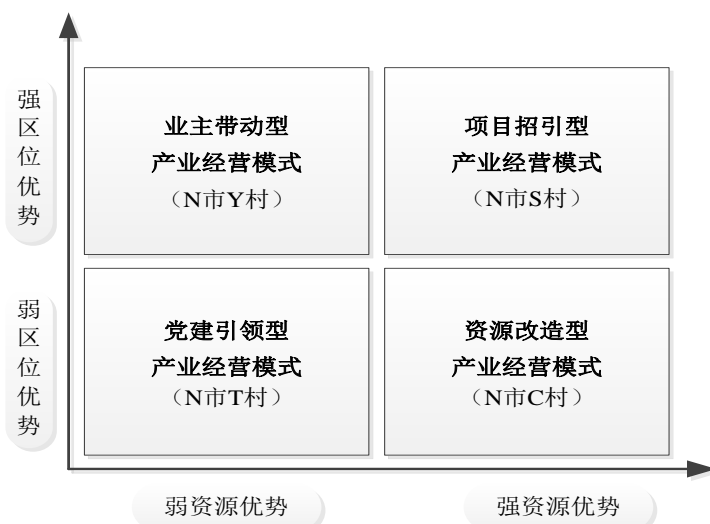 强区位优势
业主带动型
产业经营模式
（N市Y村）
项目招引型
产业经营模式
（N市S村）
弱区位优势
党建引领型
产业经营模式
（N市T村）
资源改造型
产业经营模式
（N市C村）
弱资源优势
强资源优势